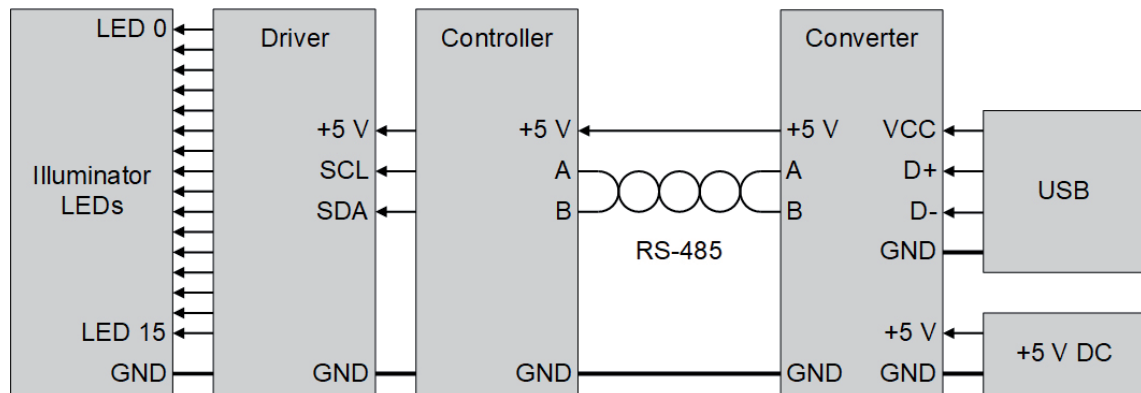 LED 0
Illuminator
LEDs
LED 15
GND
Driver
+5 V
SCL
SDA
GND
Controller
+5 V
A
B
GND
RS-485
Converter
+5 V
A
B
GND
VCC
D+
D-
GND
+5 V
GND
USB
+5 V DC